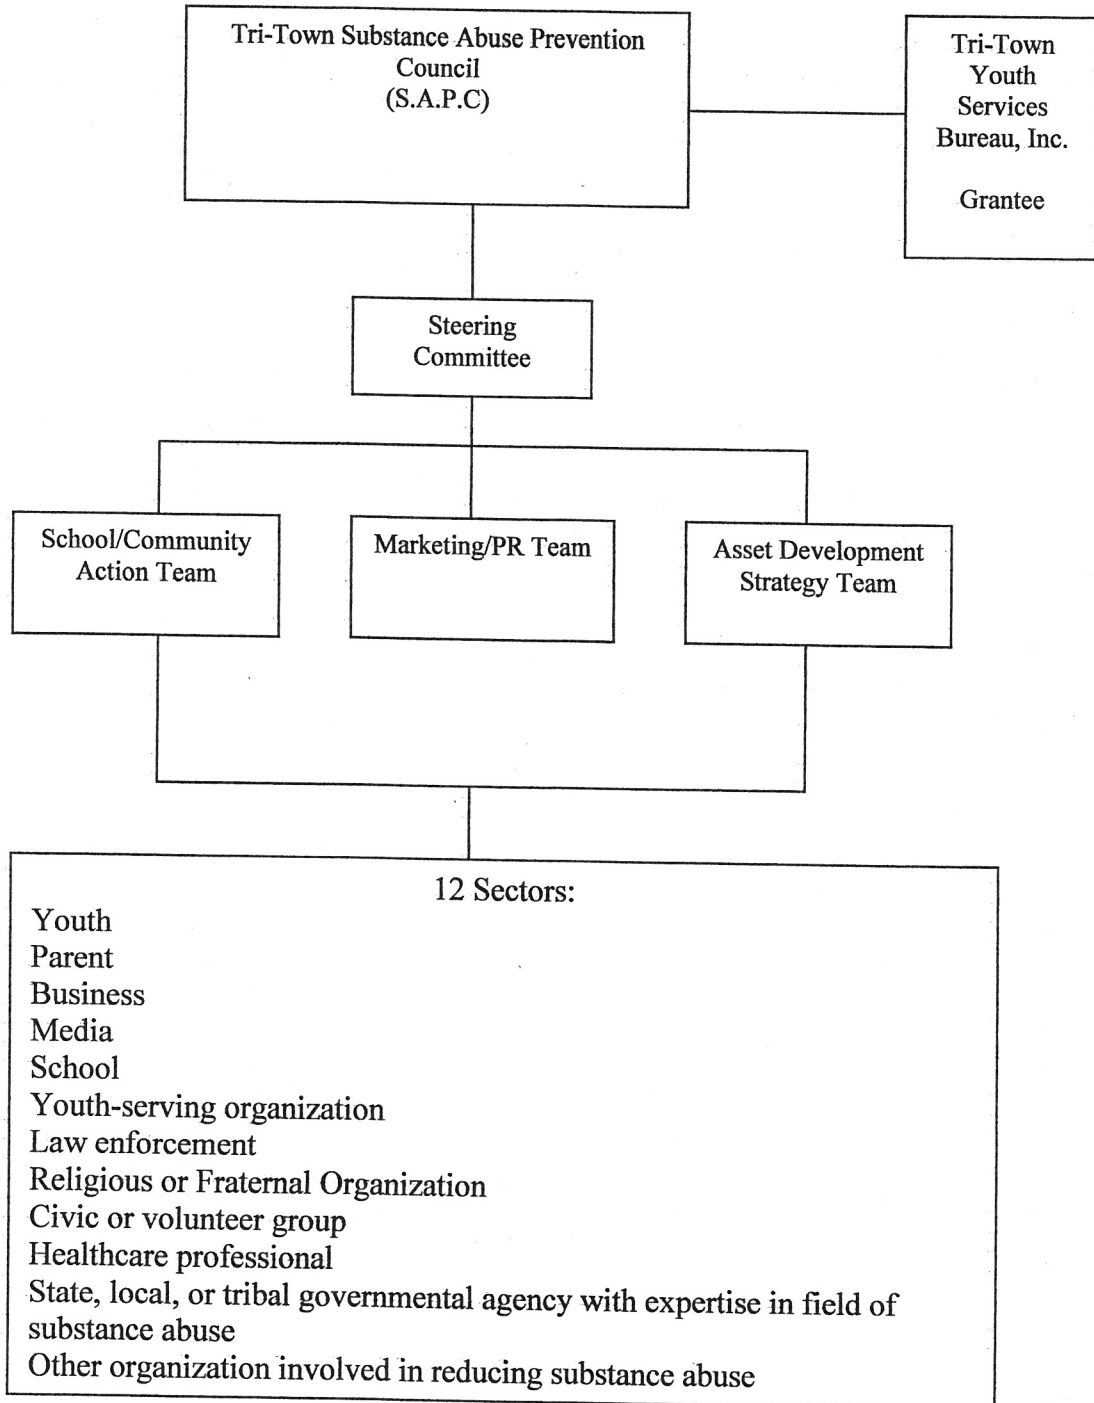 Tri-Town Substance Abuse Prevention
Council
(S.A.P.C)
Tri-Town
Youth
Services
Bureau, Inc.
Grantee
Steering
Committee
School/Community
Action Team
Marketing/PR Team
Asset Development
Strategy Team
12 Sectors:
Youth
Parent
Business
Media
School
Youth-serving organization
Law enforcement
Religious or Fraternal Organization
Civic or volunteer group
Healthcare professional
State, local, or tribal governmental agency with expertise in field of
substance abuse
Other organization involved in reducing substance abuse